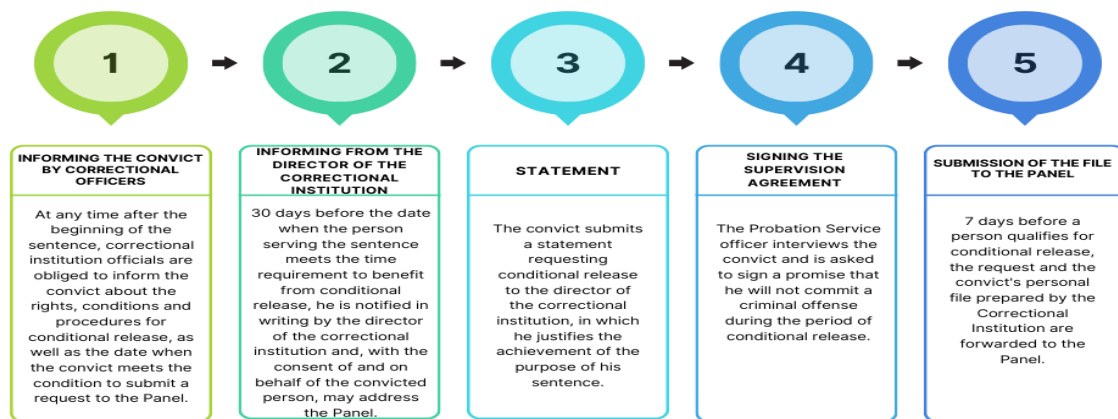 1
INFORMING THE CONVICT
BY CORRECTIONAL
OFFICERS
At any time after the
beginning of the
sentence, correctional
institution officials are
obliged to inform the
convict about the
rights, conditions and
procedures for
conditional release, as
well as the date when
the convict meets the
condition to submit a
request to the Panel.
2
INFORMING FROM THE
DIRECTOR OF THE
CORRECTIONAL
INSTITUTION
30 days before the date
when the person
serving the sentence
meets the time
requirement to benefit
from conditional
release, he is notified in
writing by the director
of the correctional
institution and, with the
consent of and on
behalf of the convicted
person, may address
the Panel.
3
STATEMENT
The convict submits
a statement
requesting
conditional release
to the director of
the correctional
institution, in which
he justifies the
achievement of the
purpose of his
sentence.
4
SIGNING THE
SUPERVISION
AGREEMENT
The Probation Service
officer interviews the
convict and is asked
to sign a promise that
he will not commit a
criminal offense
during the period of
conditional release.
5
SUBMISSION OF THE FILE
TO THE PANEL
7 days before a
person qualifies for
conditional release,
the request and the
convict's personal
file prepared by the
Correctional
Institution are
forwarded to the
Panel.